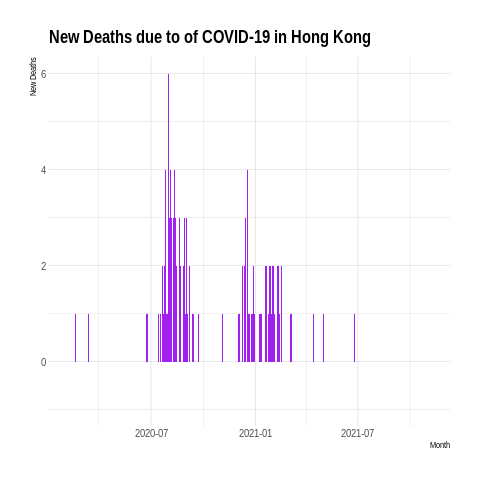 New Deaths due to of COVID-19 in Hong Kong
New Deaths
6
4
2
0
2020-07
2021-01
2021-07
Month